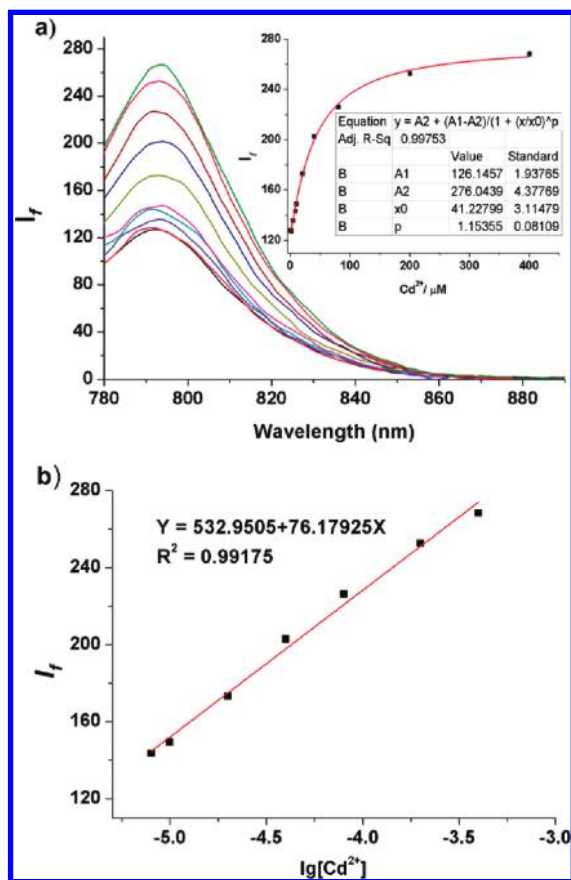 a)
I_f
280
240
200
160
120
80
40
0
780 800 820 840 860 880
Wavelength (nm)
I_f
280
240
200
160
120
0 100 200 300 400
Cd²⁺/ μM
Equation y = A2 + (A1-A2)/(1 + (x/x0)^p
Adj. R-Sq 0.99753
Value Standard
B A1 126.1457 1.93765
B A2 276.0439 4.37769
B x0 41.22799 3.11479
B p 1.15355 0.08109
b)
I_f
280
240
200
160
120
Y = 532.9505+76.17925X
R² = 0.99175
-5.0 -4.5 -4.0 -3.5 -3.0
lg[Cd²⁺]